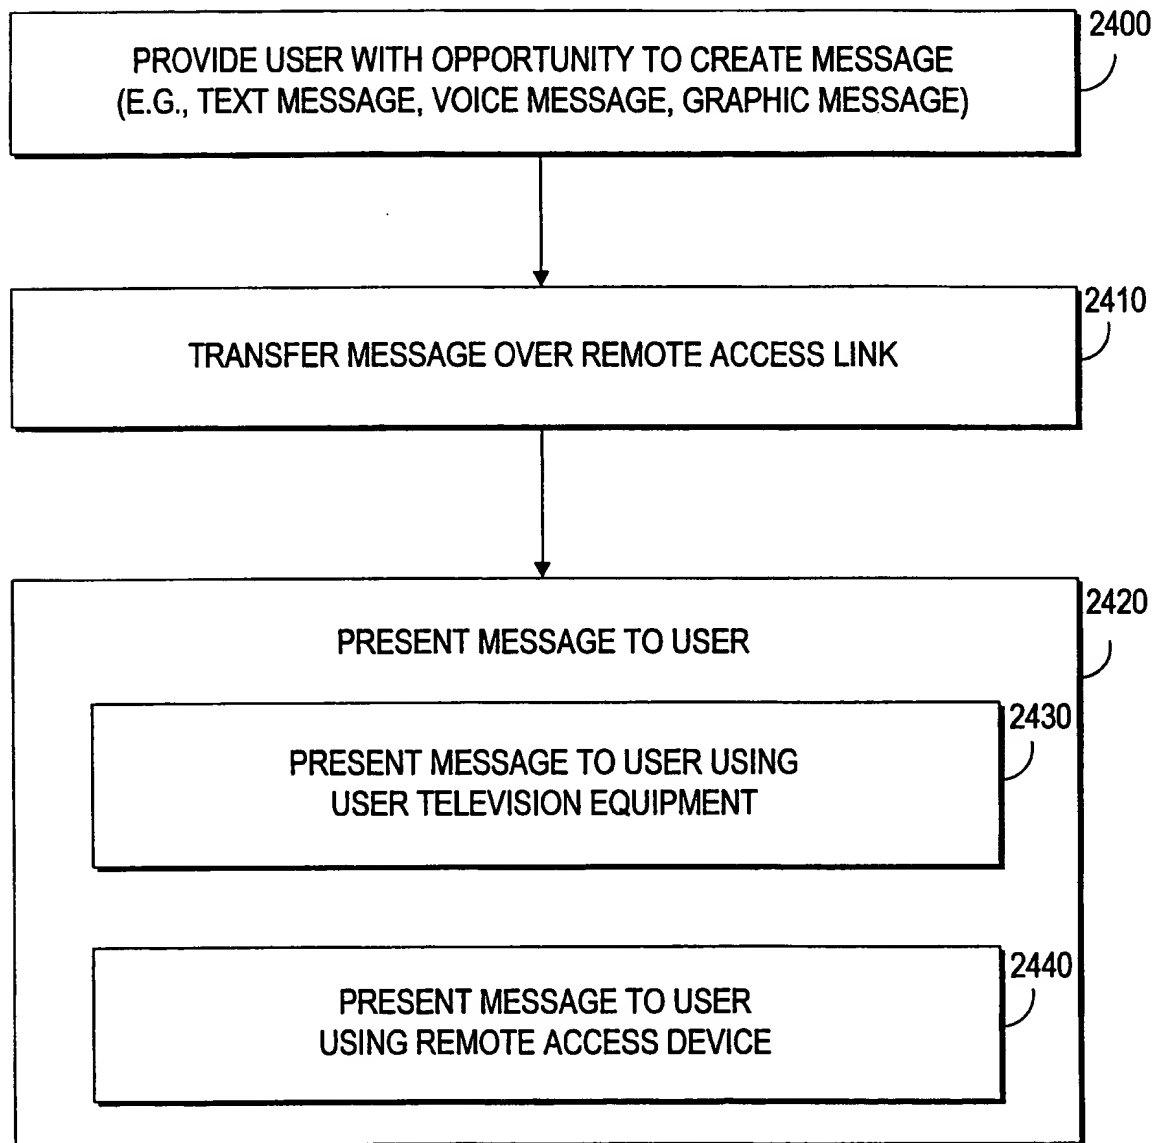 2400
PROVIDE USER WITH OPPORTUNITY TO CREATE MESSAGE
(E.G., TEXT MESSAGE, VOICE MESSAGE, GRAPHIC MESSAGE)
2410
TRANSFER MESSAGE OVER REMOTE ACCESS LINK
2420
PRESENT MESSAGE TO USER
2430
PRESENT MESSAGE TO USER USING
USER TELEVISION EQUIPMENT
2440
PRESENT MESSAGE TO USER
USING REMOTE ACCESS DEVICE